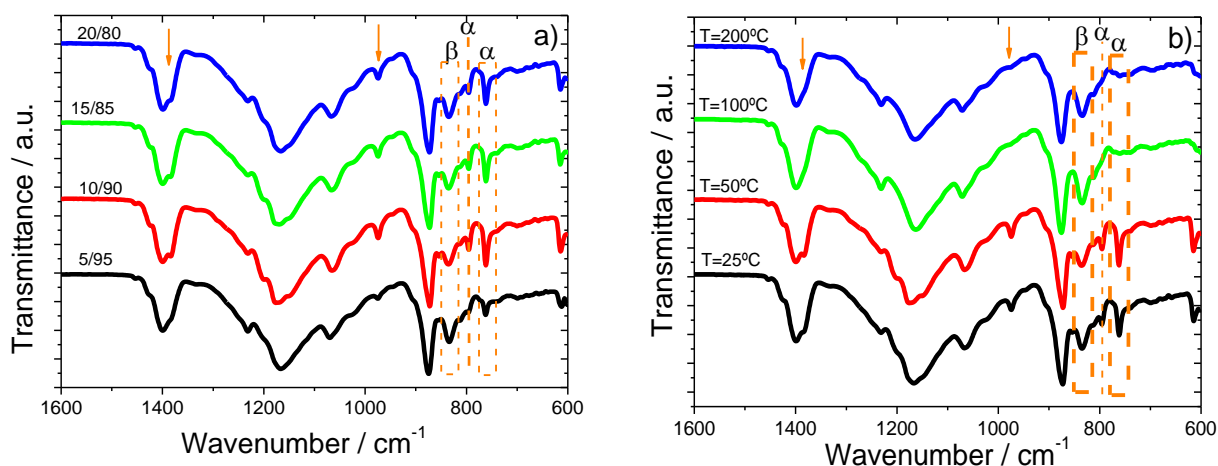 a)
20/80
15/85
10/90
5/95
β
α
α
Transmittance / a.u.
1600 1400 1200 1000 800 600
Wavenumber / cm⁻¹
b)
T=200ºC
T=100ºC
T=50ºC
T=25ºC
β
α
α
Transmittance / a.u.
1600 1400 1200 1000 800 600
Wavenumber / cm⁻¹